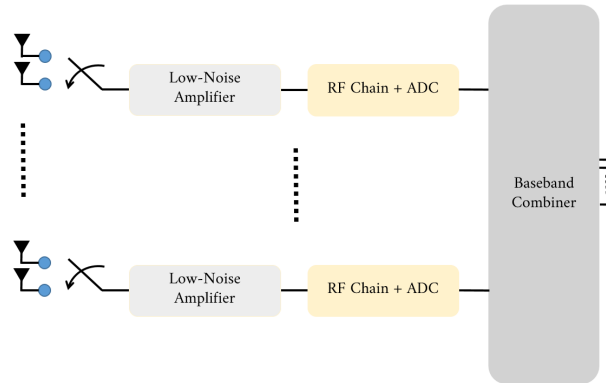 Low-Noise
Amplifier
RF Chain + ADC
Baseband
Combiner
Low-Noise
Amplifier
RF Chain + ADC